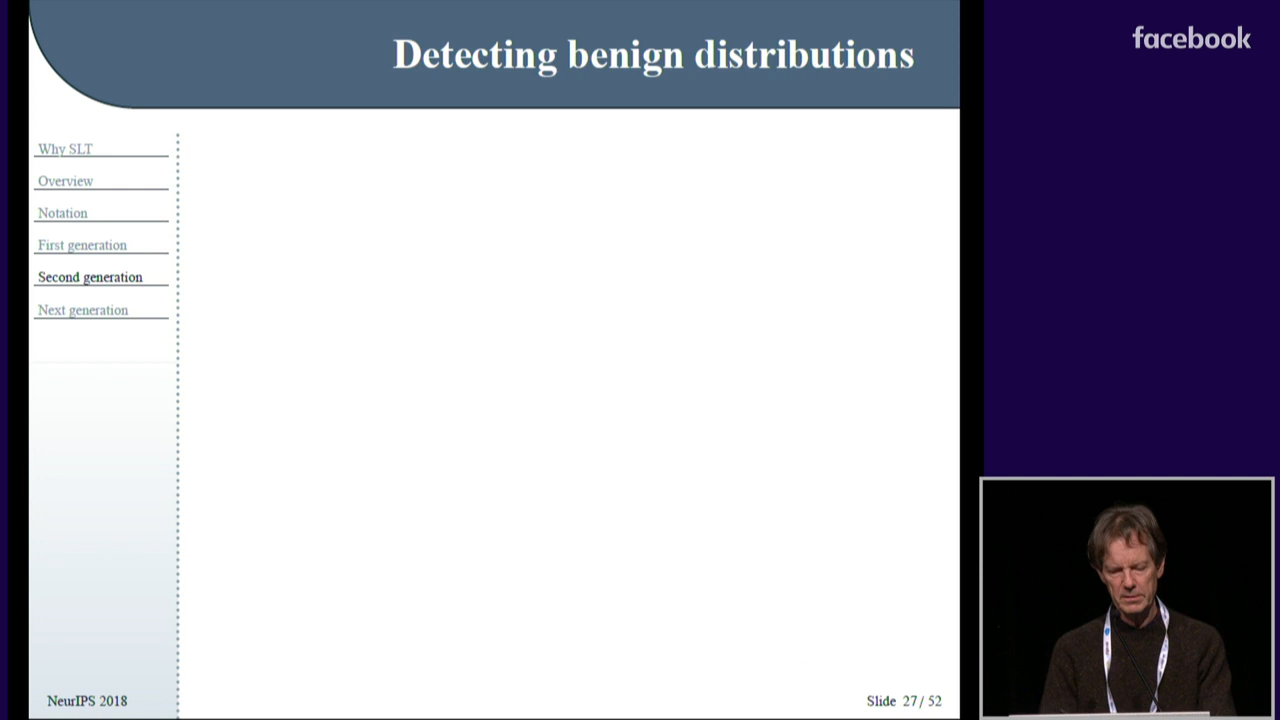 Detecting benign distributions
facebook
Why SLT
Overview
Notation
First generation
Second generation
Next generation
NeurIPS 2018
Slide 27 / 52